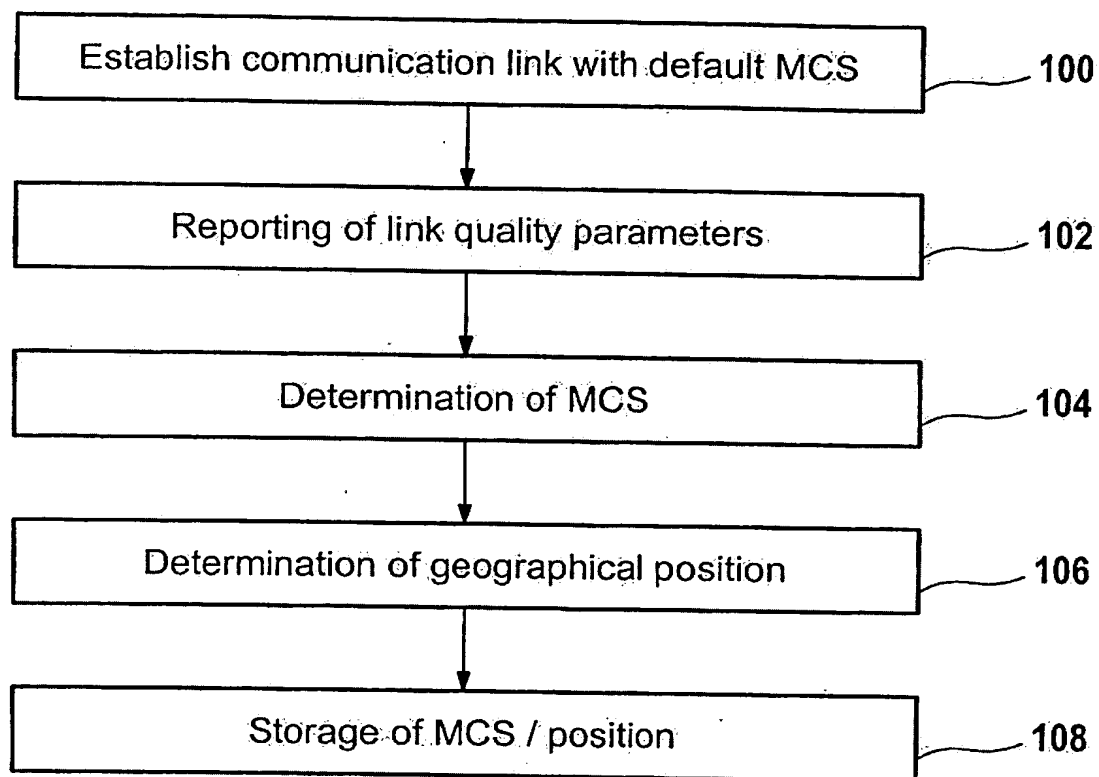 Establish communication link with default MCS
100
Reporting of link quality parameters
102
Determination of MCS
104
Determination of geographical position
106
Storage of MCS / position
108